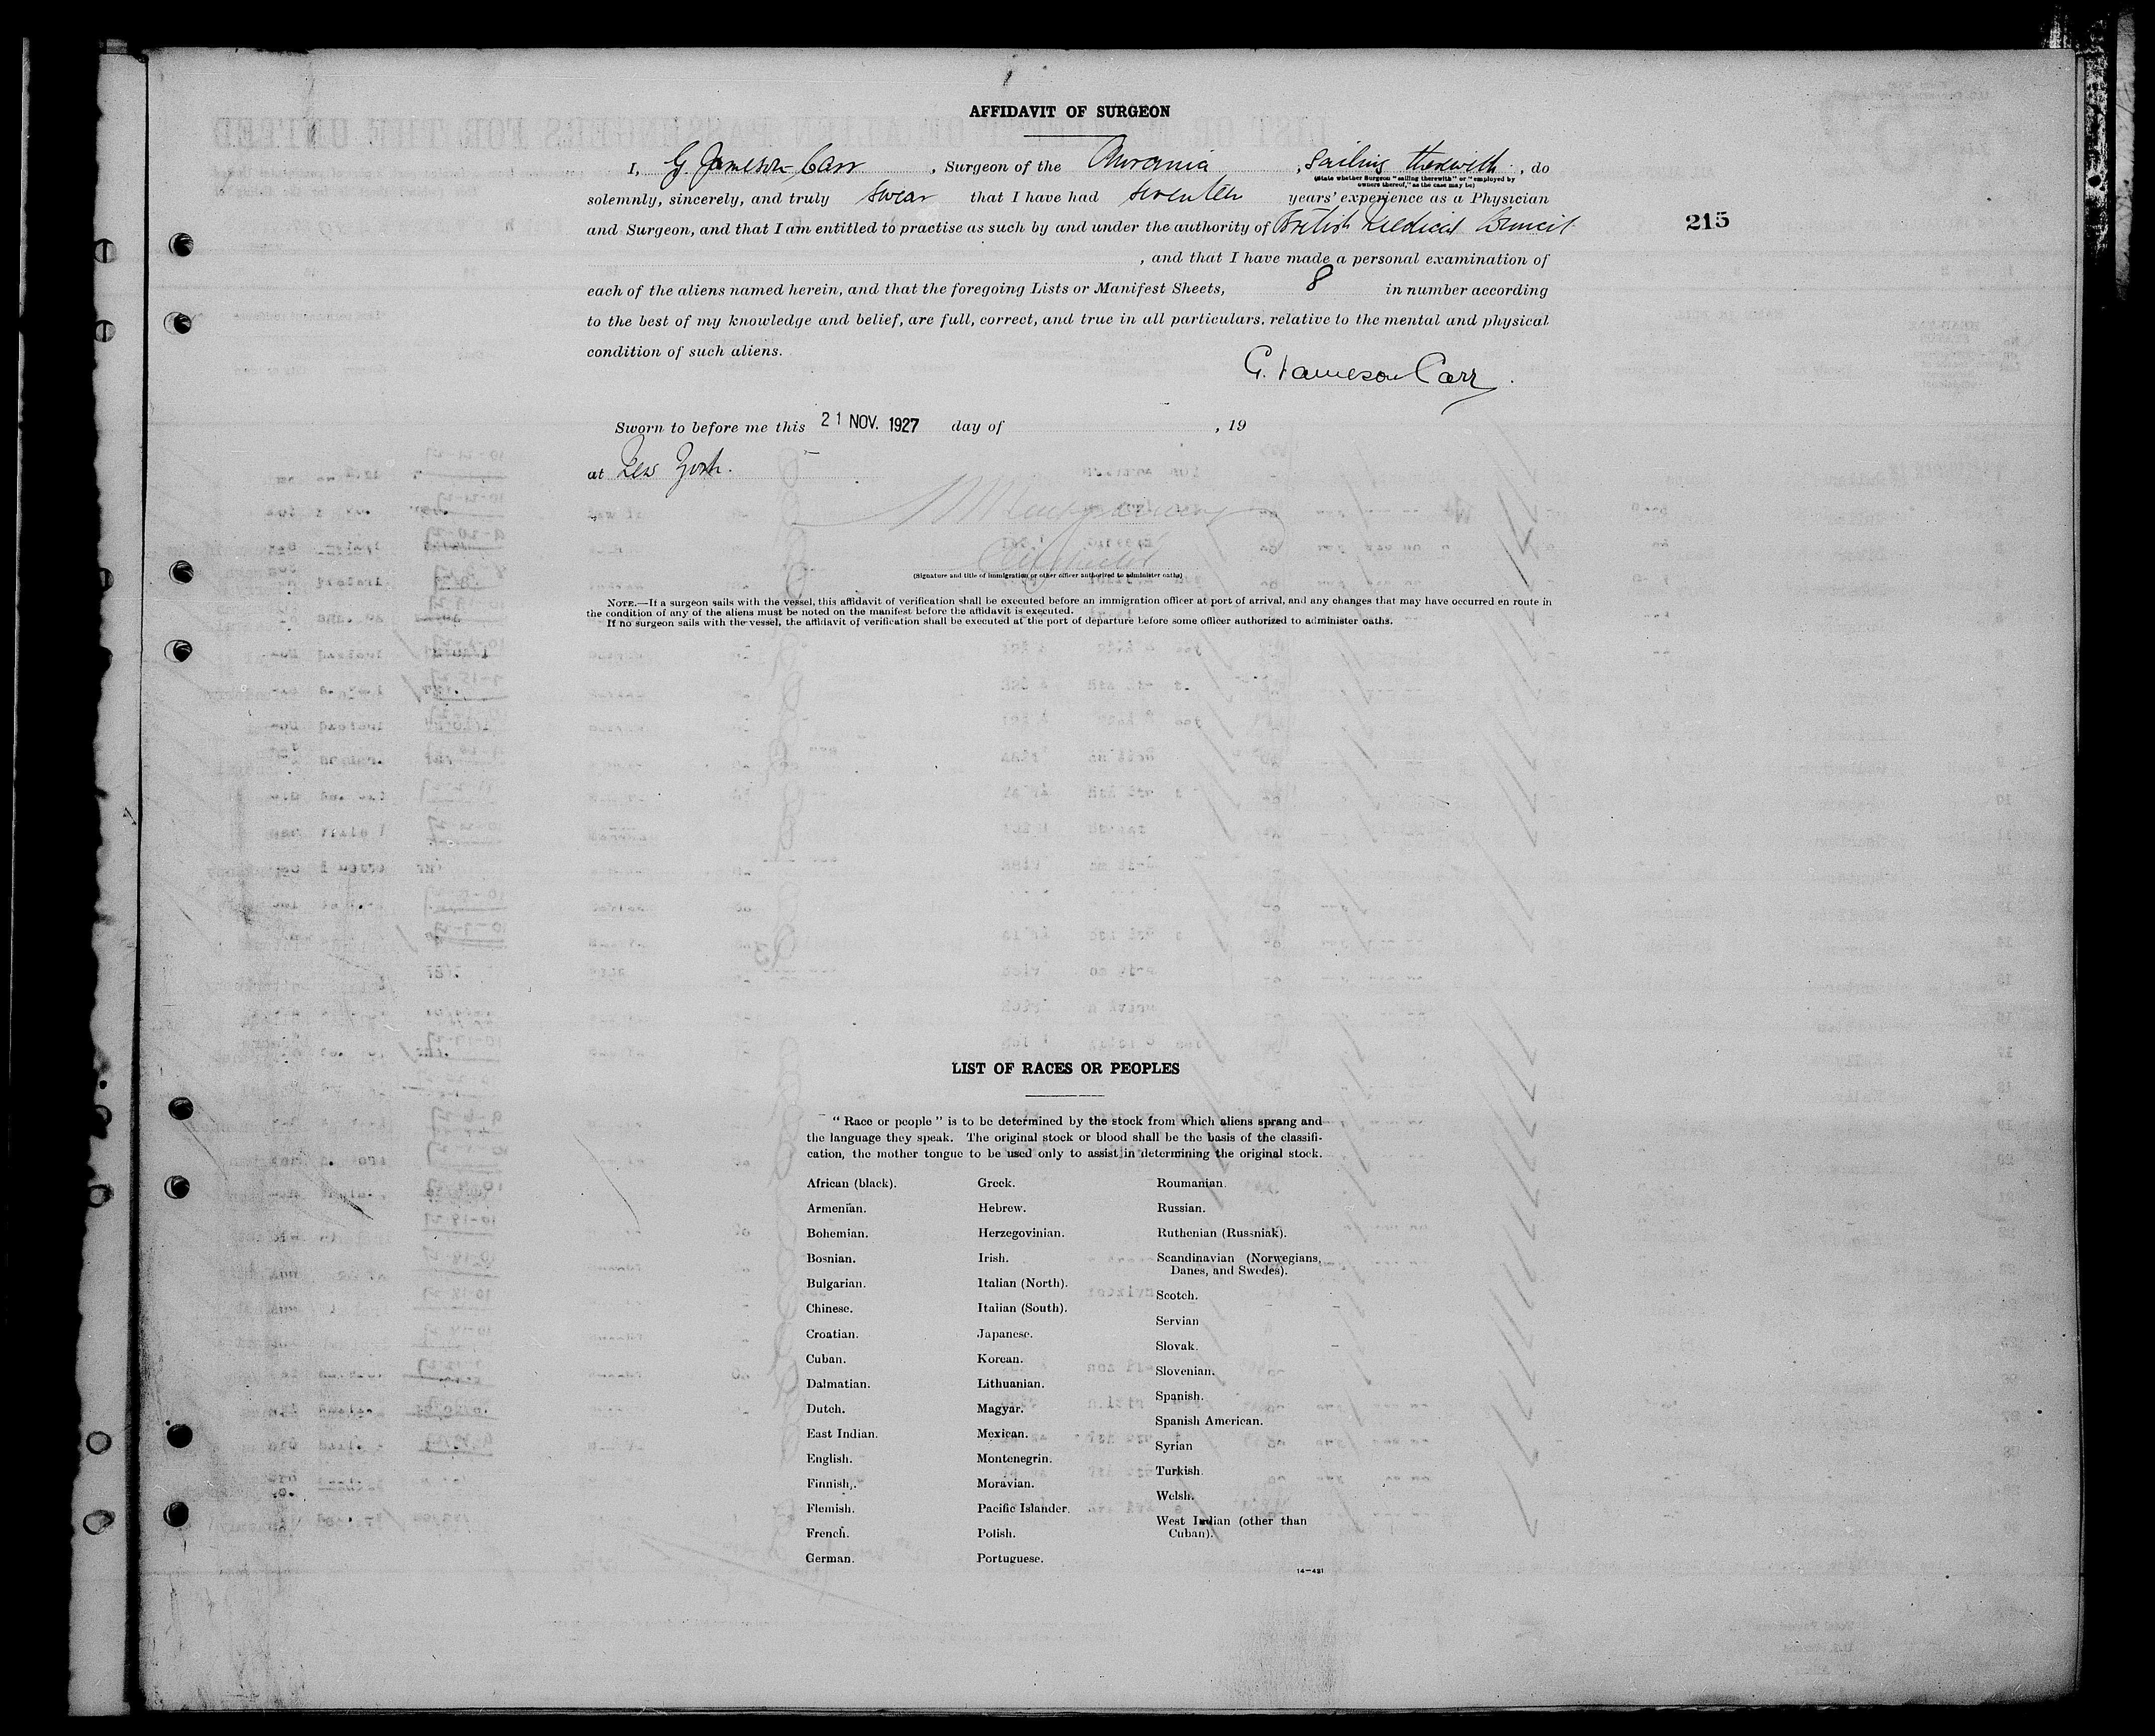 AFFIDAVIT OF SURGEON
I, G Jameson-Carr, Surgeon of the Aurania, Sailing therewith, do
(State whether Surgeon "sailing therewith" or "employed by
owners thereof," as the case may be)
solemnly, sincerely, and truly swear that I have had seventeen years' experience as a Physician
and Surgeon, and that I am entitled to practise as such by and under the authority of British Medical Council
215
, and that I have made a personal examination of
each of the aliens named herein, and that the foregoing Lists or Manifest Sheets, 8 in number according
to the best of my knowledge and belief, are full, correct, and true in all particulars, relative to the mental and physical
condition of such aliens.
G. Jameson Carr.
Sworn to before me this 21 NOV. 1927 day of , 19
at New York.
(Signature and title of immigration or other officer authorized to administer oaths)
NOTE.—If a surgeon sails with the vessel, this affidavit of verification shall be executed before an immigration officer at port of arrival, and any changes that may have occurred en route in
the condition of any of the aliens must be noted on the manifest before the affidavit is executed.
If no surgeon sails with the vessel, the affidavit of verification shall be executed at the port of departure before some officer authorized to administer oaths.
LIST OF RACES OR PEOPLES
"Race or people" is to be determined by the stock from which aliens sprang and
the language they speak. The original stock or blood shall be the basis of the classifi-
cation, the mother tongue to be used only to assist in determining the original stock.
African (black).
Armenian.
Bohemian.
Bosnian.
Bulgarian.
Chinese.
Croatian.
Cuban.
Dalmatian.
Dutch.
East Indian.
English.
Finnish.
Flemish.
French.
German.
Greek.
Hebrew.
Herzegovinian.
Irish.
Italian (North).
Italian (South).
Japanese.
Korean.
Lithuanian.
Magyar.
Mexican.
Montenegrin.
Moravian.
Pacific Islander.
Polish.
Portuguese.
Roumanian.
Russian.
Ruthenian (Russniak).
Scandinavian (Norwegians,
Danes, and Swedes).
Scotch.
Servian
Slovak.
Slovenian.
Spanish.
Spanish American.
Syrian
Turkish.
Welsh.
West Indian (other than
Cuban).
14—431